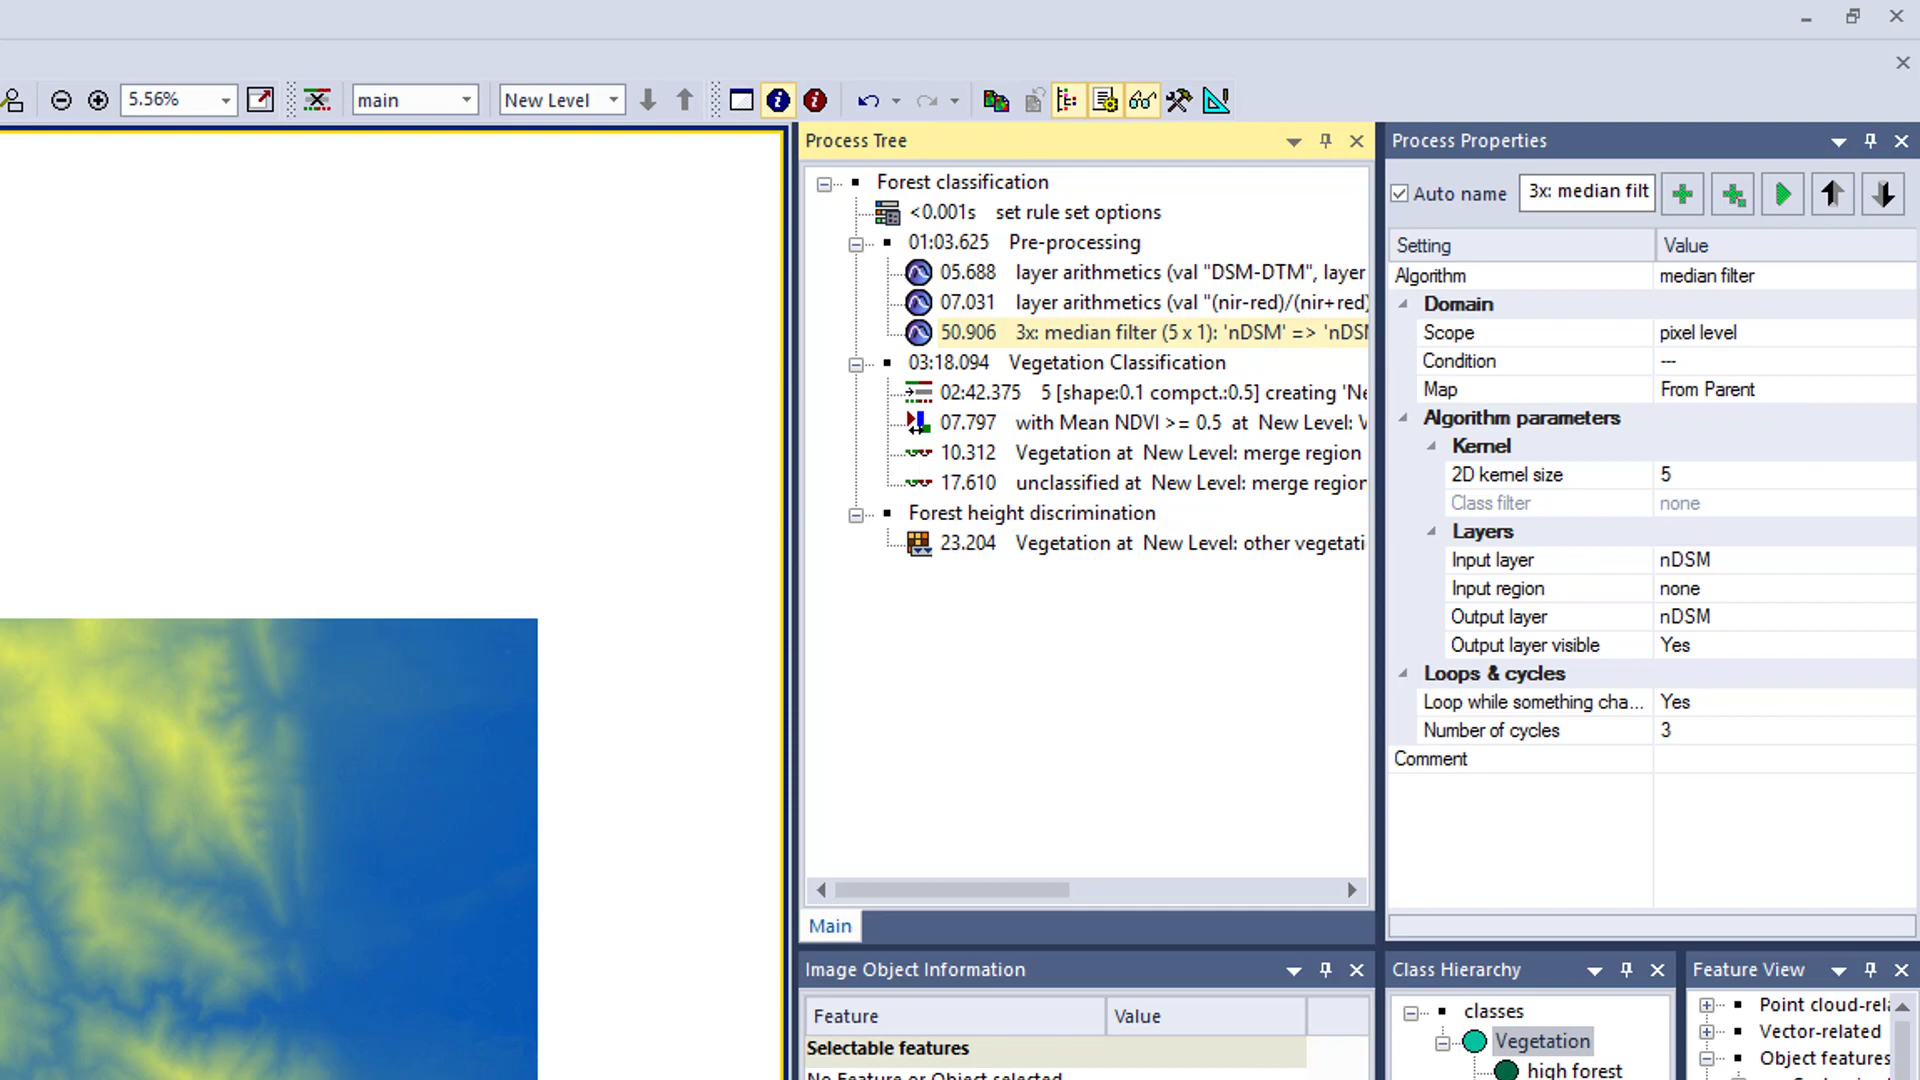 5.56%
main
New Level
Process Tree
Forest classification
<0.001s set rule set options
01:03.625 Pre-processing
05.688 layer arithmetics (val "DSM-DTM", layer
07.031 layer arithmetics (val "(nir-red)/(nir+red)
50.906 3x: median filter (5 x 1): 'nDSM' => 'nDSM
03:18.094 Vegetation Classification
02:42.375 5 [shape:0.1 compct.:0.5] creating 'Ne
07.797 with Mean NDVI >= 0.5 at New Level: V
10.312 Vegetation at New Level: merge region
17.610 unclassified at New Level: merge region
Forest height discrimination
23.204 Vegetation at New Level: other vegetati
Main
Process Properties
Auto name 3x: median filt
Setting Value
Algorithm median filter
Domain
Scope pixel level
Condition ---
Map From Parent
Algorithm parameters
Kernel
2D kernel size 5
Class filter none
Layers
Input layer nDSM
Input region none
Output layer nDSM
Output layer visible Yes
Loops & cycles
Loop while something cha... Yes
Number of cycles 3
Comment
Image Object Information
Feature Value
Selectable features
No Feature or Object selected
Class Hierarchy
classes
Vegetation
high forest
Feature View
Point cloud-rela
Vector-related
Object features